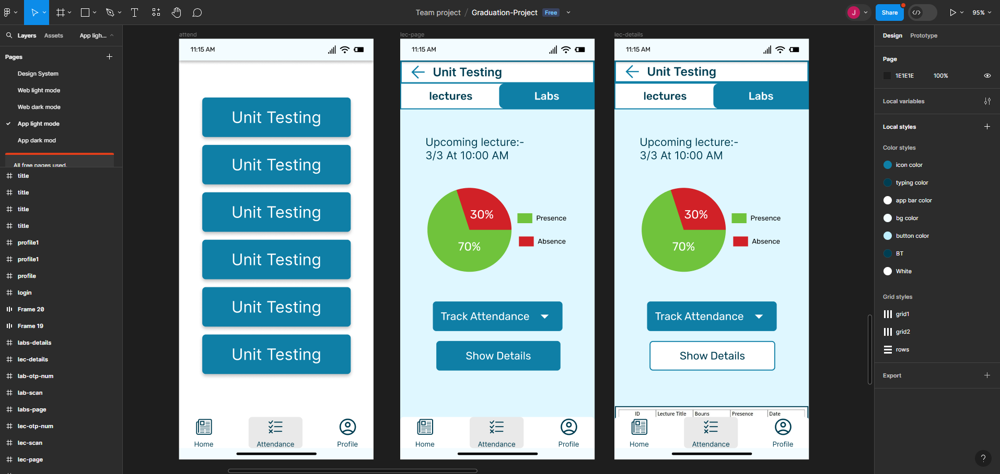 Team project / Graduation-Project Free
J
Share
95%
Layers
Assets
App ligh...
Pages
Design System
Web light mode
Web dark mode
App light mode
App dark mod
All free pages used.
title
title
title
title
profile1
profile1
profile
login
Frame 20
Frame 19
labs-details
lec-details
lab-otp-num
lab-scan
labs-page
lec-otp-num
lec-scan
lec-page
attend
11:15 AM
Unit Testing
Unit Testing
Unit Testing
Unit Testing
Unit Testing
Unit Testing
Home
Attendance
Profile
lec-page
11:15 AM
Unit Testing
lectures
Labs
Upcoming lecture:-
3/3 At 10:00 AM
30%
70%
Presence
Absence
Track Attendance
Show Details
Home
Attendance
Profile
lec-details
11:15 AM
Unit Testing
lectures
Labs
Upcoming lecture:-
3/3 At 10:00 AM
30%
70%
Presence
Absence
Track Attendance
Show Details
ID
Lecture Title
Bouns
Presence
Date
Home
Attendance
Profile
Design
Prototype
Page
1E1E1E
100%
Local variables
Local styles
Color styles
icon color
typing color
app bar color
bg color
button color
BT
White
Grid styles
grid1
grid2
rows
Export
?